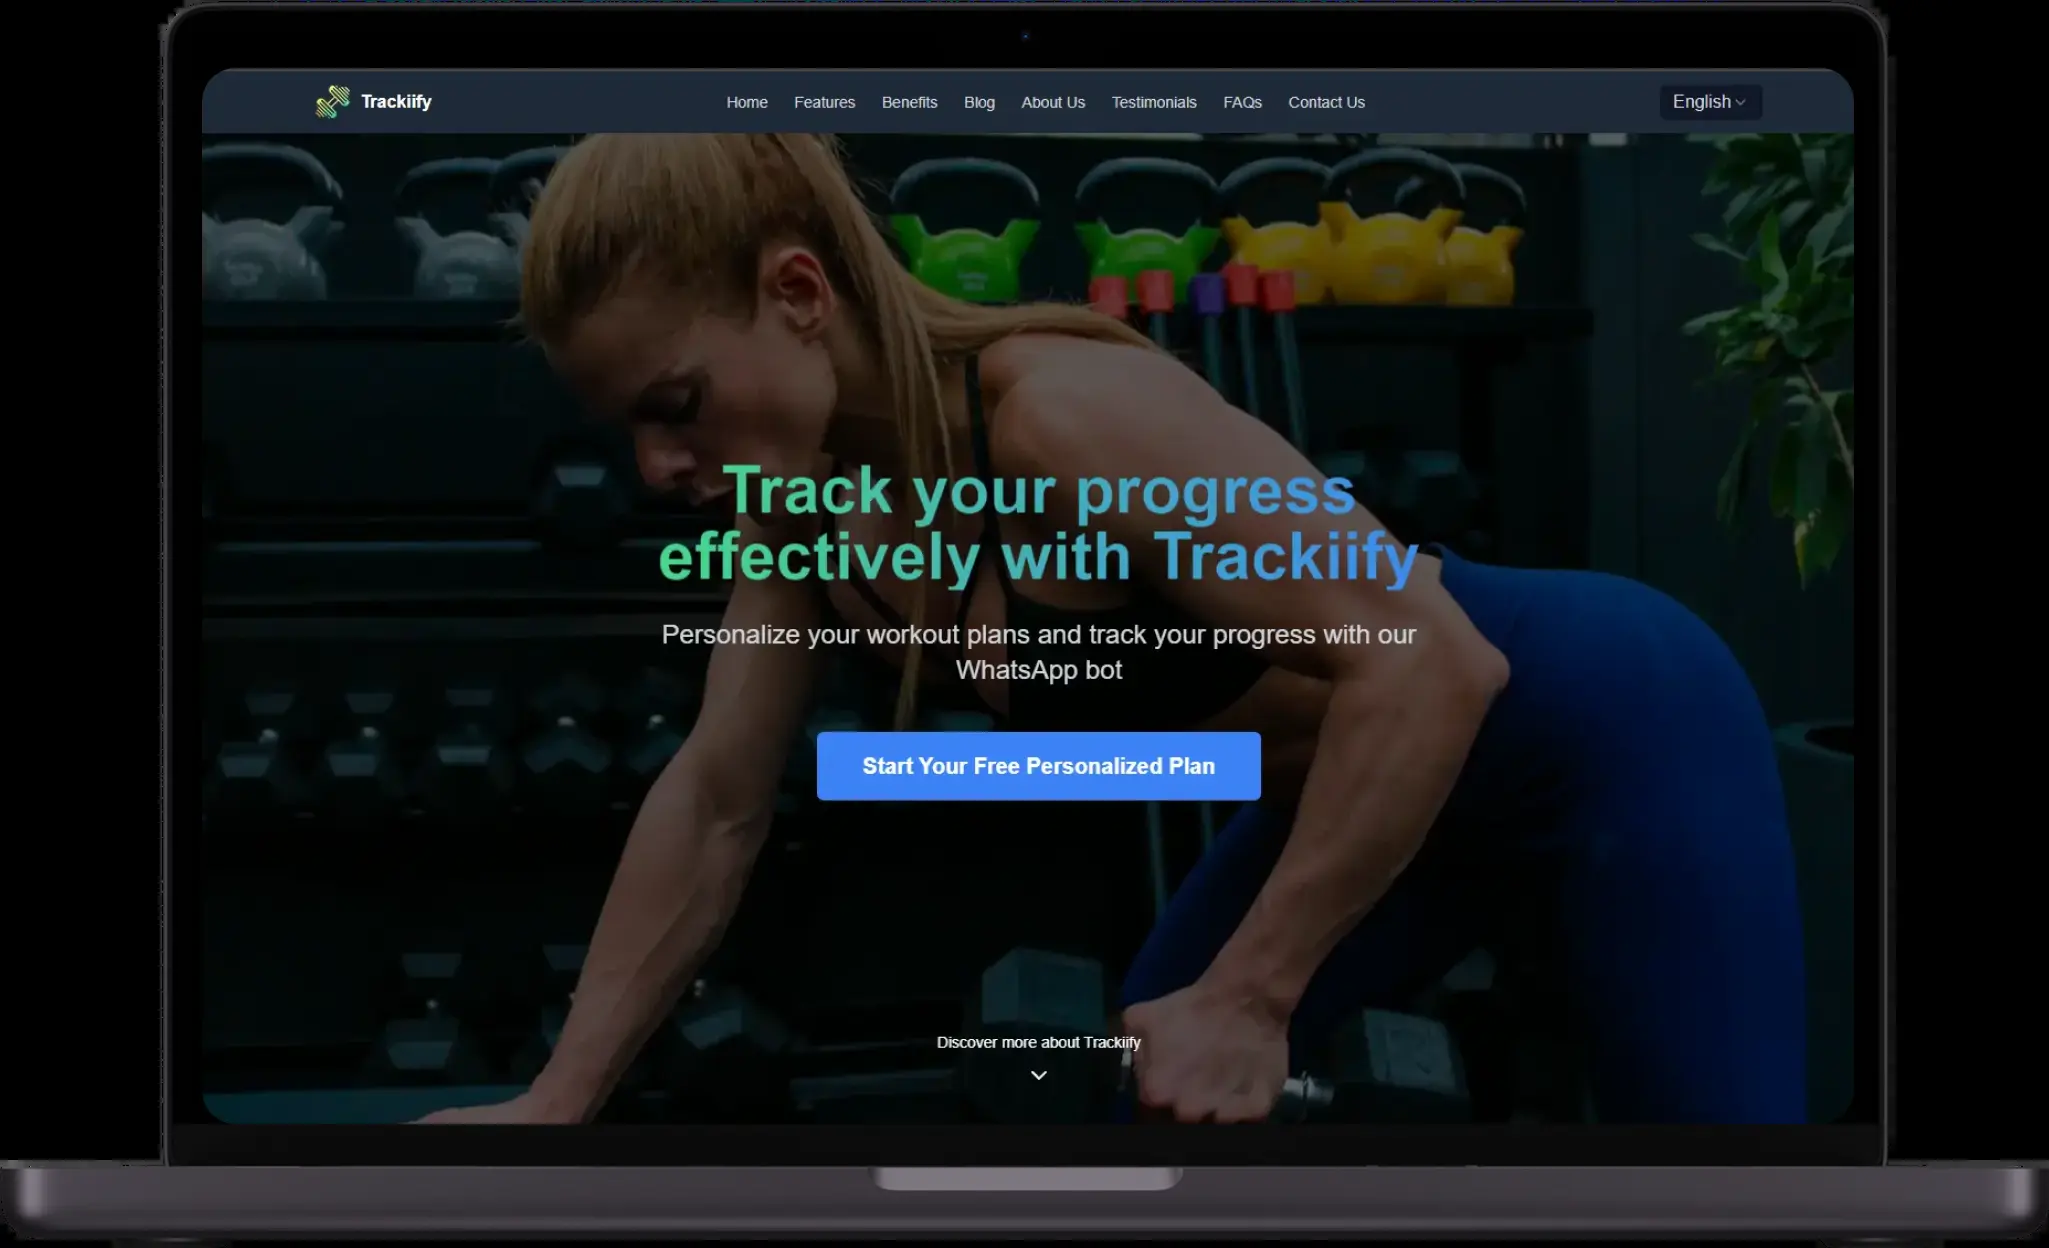 Trackiify
Home Features Benefits Blog About Us Testimonials FAQs Contact Us
English
Track your progress
effectively with Trackiify
Personalize your workout plans and track your progress with our
WhatsApp bot
Start Your Free Personalized Plan
Discover more about Trackiify